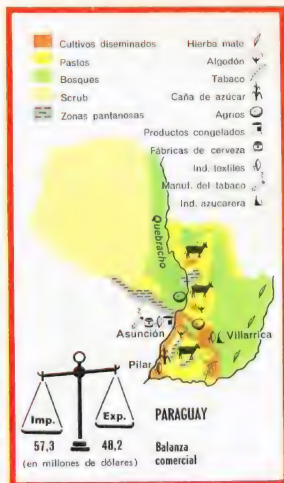 Cultivos diseminados
Pastos
Bosques
Scrub
Zonas pantanosas
Hierba mate
Algodón
Tabaco
Caña de azúcar
Agrios
Productos congelados
Fábricas de cerveza
Ind. textiles
Manuf. del tabaco
Ind. azucarera
Quebracho
Asunción
Villarrica
Pilar
Imp.
Exp.
57,3
48,2
(en millones de dólares)
PARAGUAY
Balanza
comercial